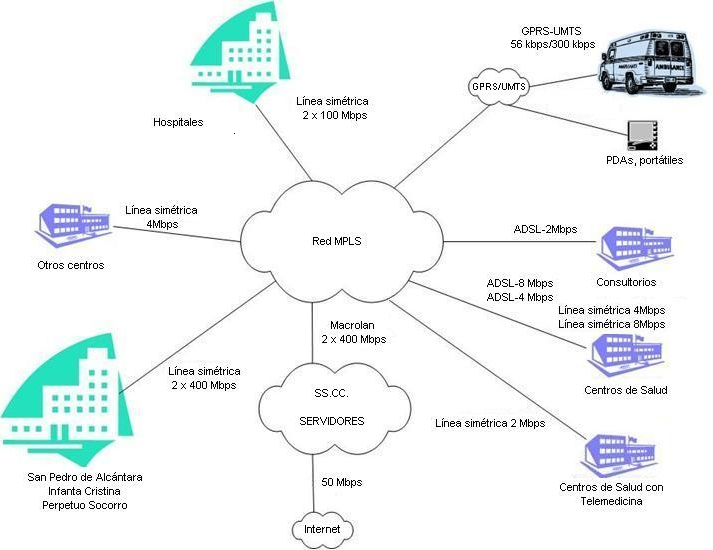 GPRS-UMTS
56 kbps/300 kbps
AMBULANCE
GPRS/UMTS
Línea simétrica
2 x 100 Mbps
Hospitales
PDAs, portátiles
Línea simétrica
4Mbps
Otros centros
Red MPLS
ADSL-2Mbps
Consultorios
ADSL-8 Mbps
ADSL-4 Mbps
Línea simétrica 4Mbps
Línea simétrica 8Mbps
Centros de Salud
Macrolan
2 x 400 Mbps
Línea simétrica
2 x 400 Mbps
SS.CC.
SERVIDORES
Línea simétrica 2 Mbps
San Pedro de Alcántara
Infanta Cristina
Perpetuo Socorro
50 Mbps
Centros de Salud con
Telemedicina
Internet